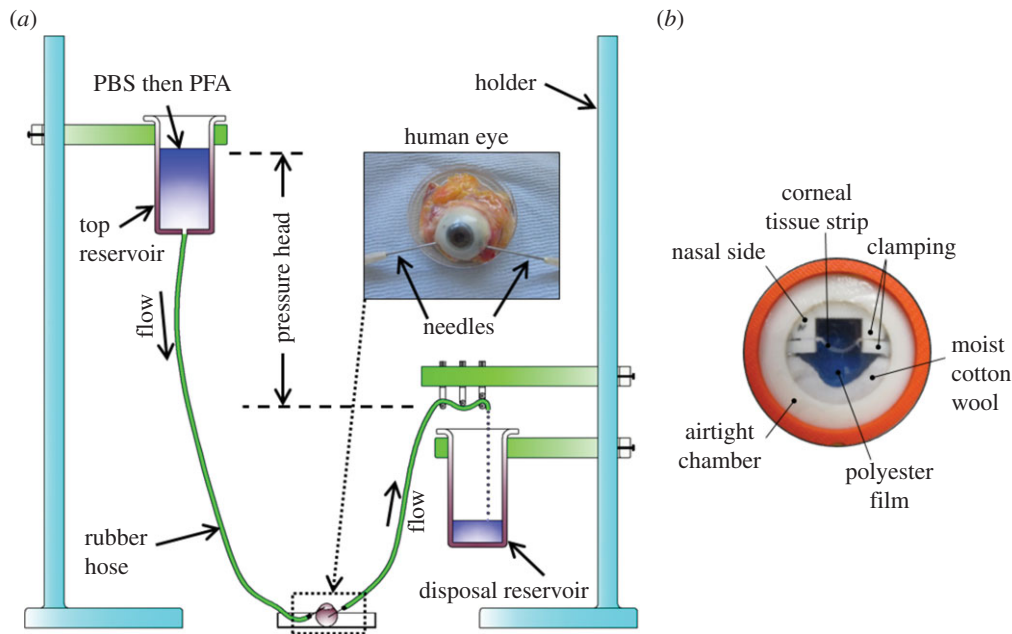 (a)
PBS then PFA
top
reservoir
flow
pressure head
rubber
hose
human eye
needles
holder
flow
disposal reservoir
(b)
corneal
tissue strip
nasal side
clamping
moist
cotton
wool
airtight
chamber
polyester
film